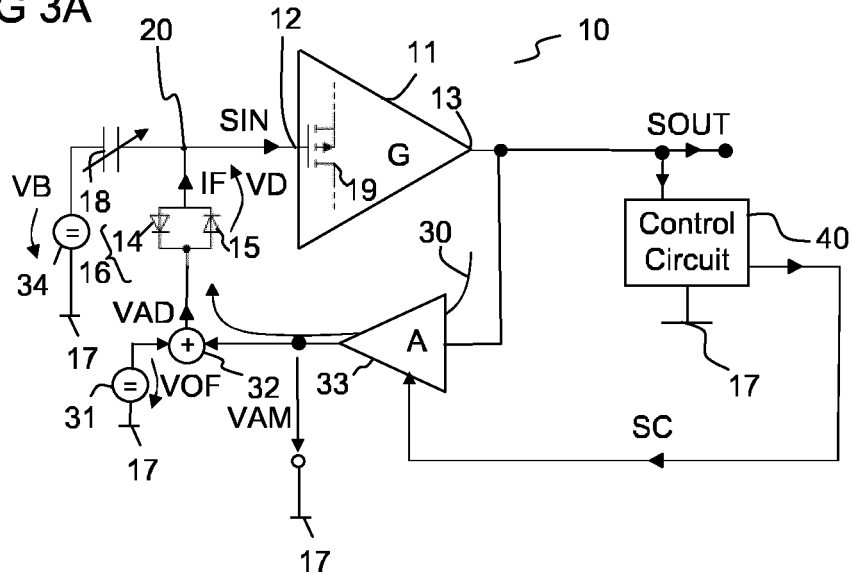 FIG 3A
20
12
11
10
13
SIN
SOUT
G
VB
18
IF
VD
19
Control
Circuit
40
14
15
30
34
16
VAD
A
17
+
17
31
VOF
32
33
VAM
SC
17
17